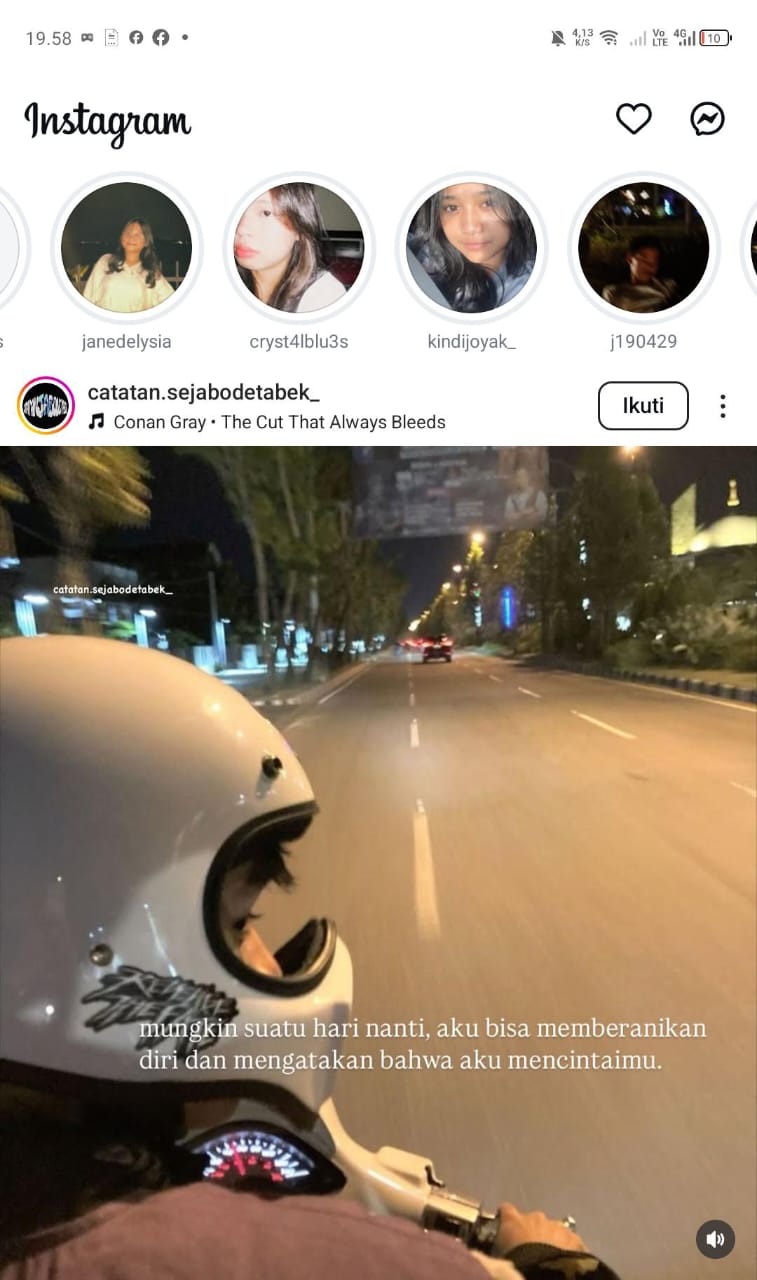 19.58
4,13
K/S
Vo
LTE
4G
10
Instagram
s
janedelysia
cryst4lblu3s
kindijoyak_
j190429
catatan.sejabodetabek_
Conan Gray • The Cut That Always Bleeds
Ikuti
catatan.sejabodetabek_
mungkin suatu hari nanti, aku bisa memberanikan
diri dan mengatakan bahwa aku mencintaimu.